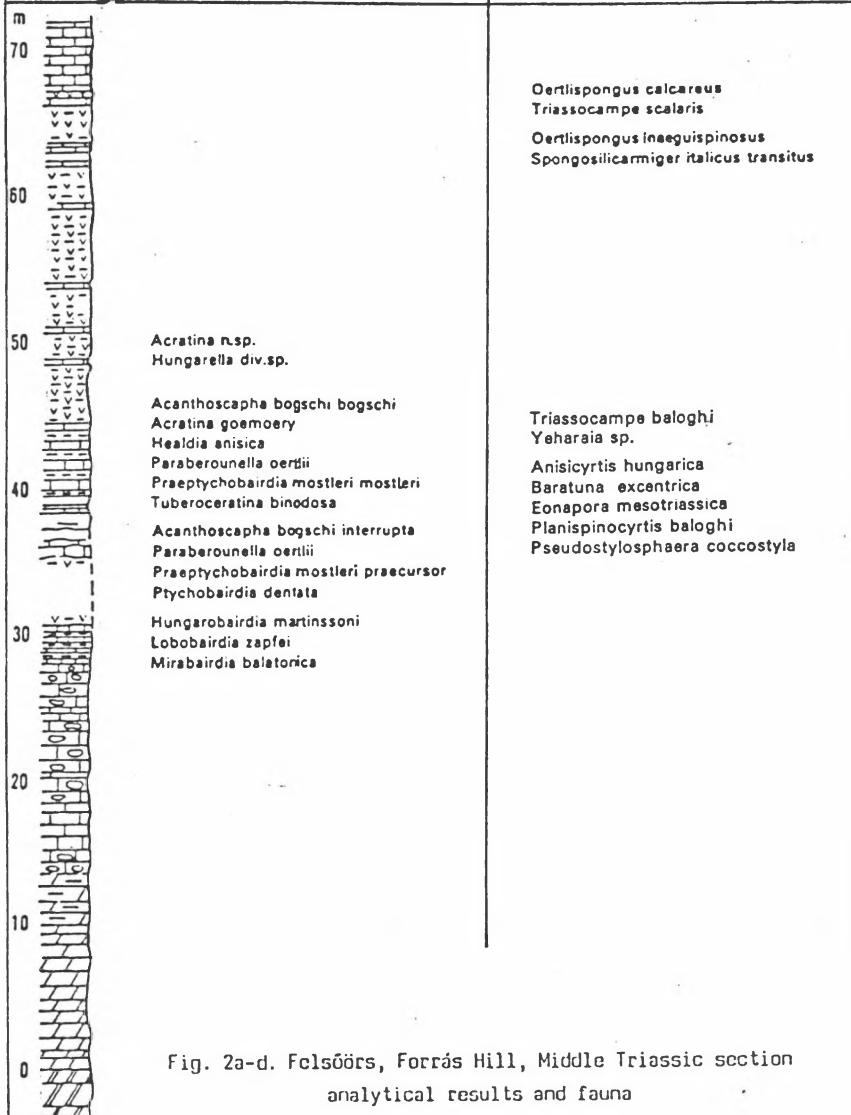 m
70
60
50
40
30
20
10
0
Acratina n.sp.
Hungarella div.sp.
Acanthoscapha bogschi bogschi
Acratina goemoery
Healdia anisica
Paraberounella oertlii
Praeptychobairdia mostleri mostleri
Tuberoceratina binodosa
Acanthoscapha bogschi interrupta
Paraberounella oertlii
Praeptychobairdia mostleri praecursor
Ptychobairdia dentata
Hungarobairdia martinssoni
Lobobairdia zapfei
Mirabairdia balatonica
Oertlispongus calcareus
Triassocampe scalaris
Oertlispongus inaeguispinosus
Spongosilicarmiger italicus transitus
Triassocampe baloghi
Yeharaia sp.
Anisicyrtis hungarica
Baratuna excentrica
Eonapora mesotriassica
Planispinocyrtis baloghi
Pseudostylosphaera coccostyla
Fig. 2a-d. Felsőörs, Forrás Hill, Middle Triassic section
analytical results and fauna